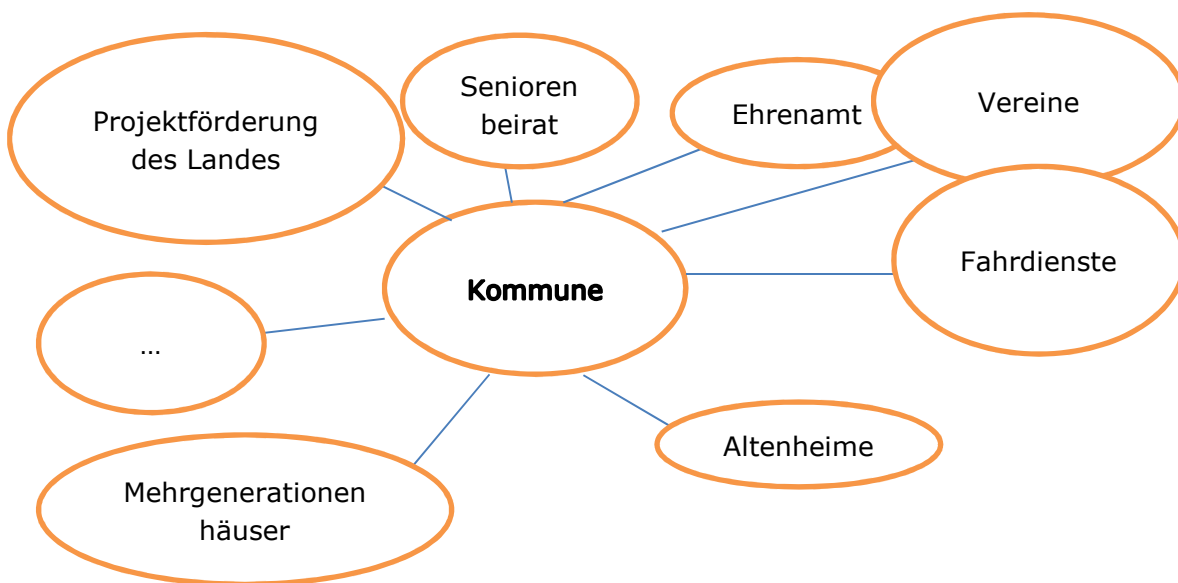 Projektförderung
des Landes
Senioren
beirat
Ehrenamt
Vereine
Kommune
Fahrdienste
…
Altenheime
Mehrgenerationen
häuser